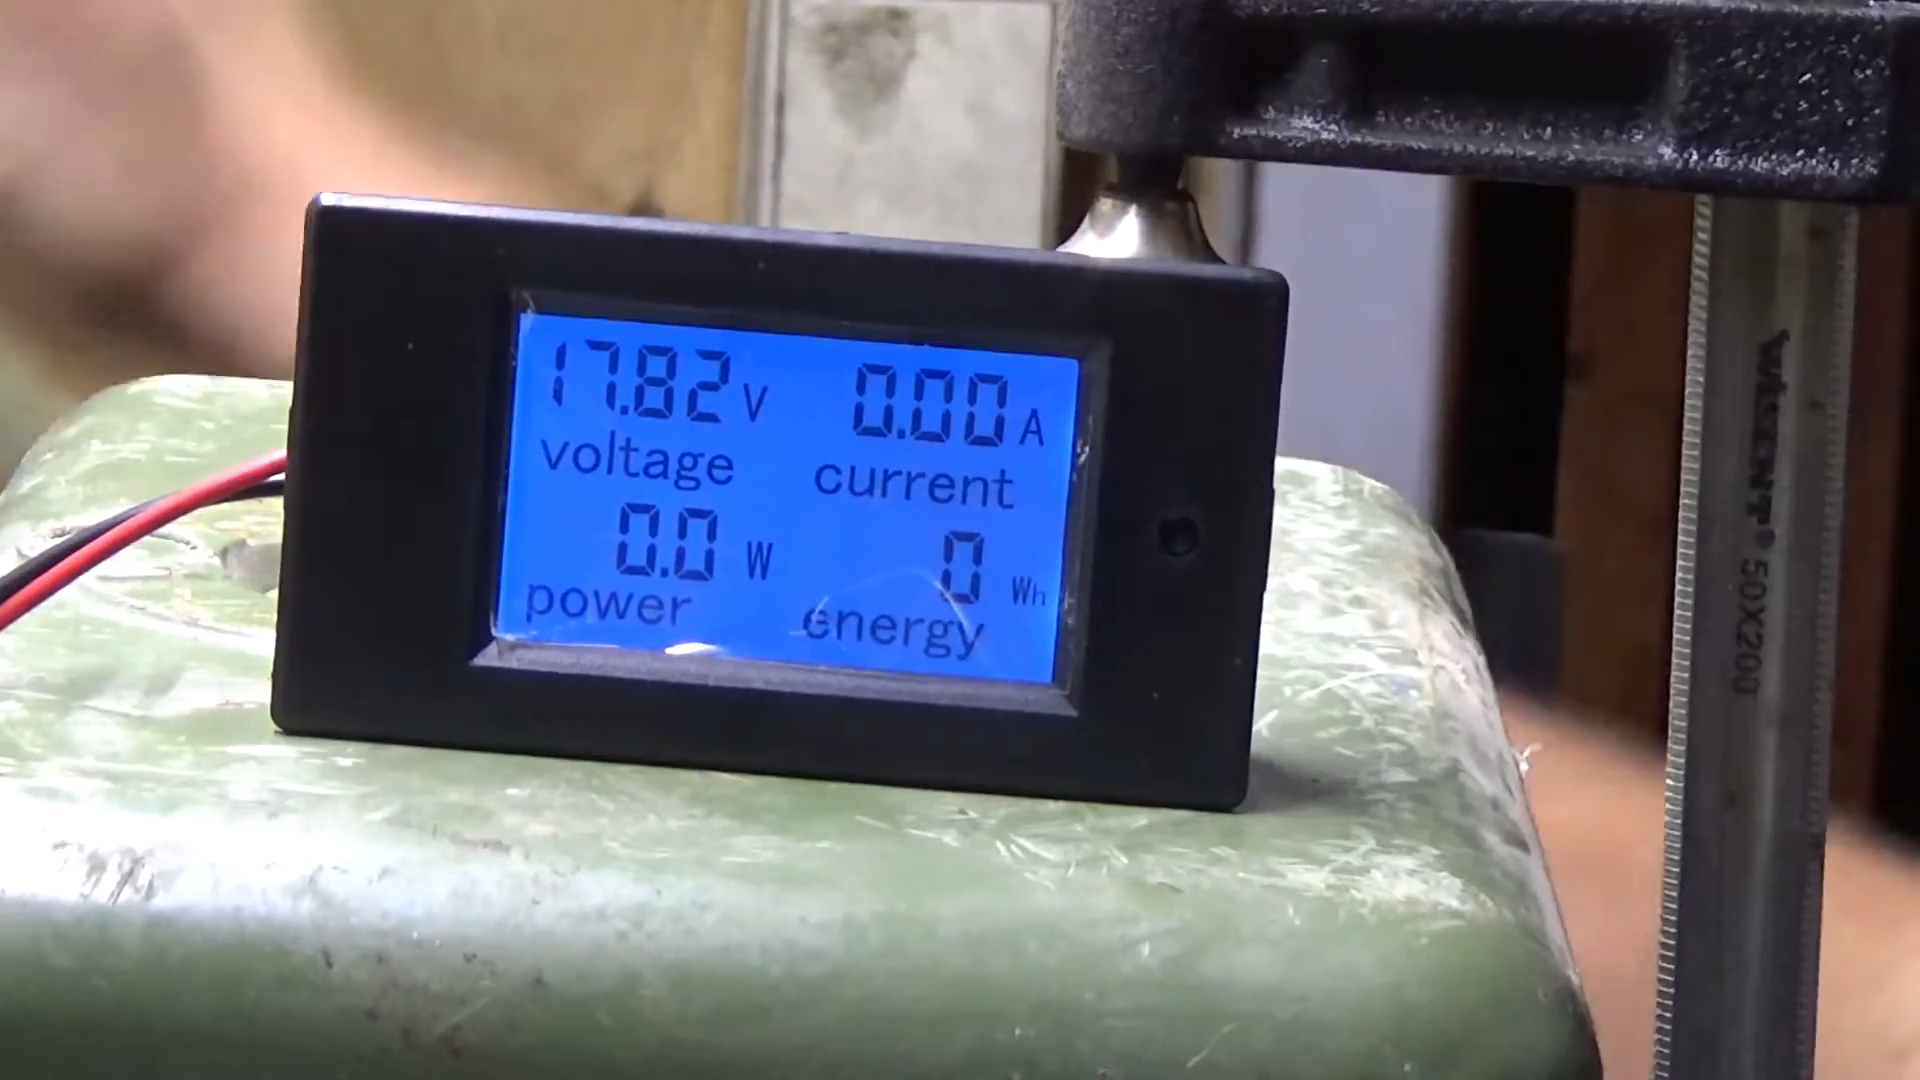 17.82 V 0.00 A
voltage current
0.0 W 0 Wh
power energy
50X200